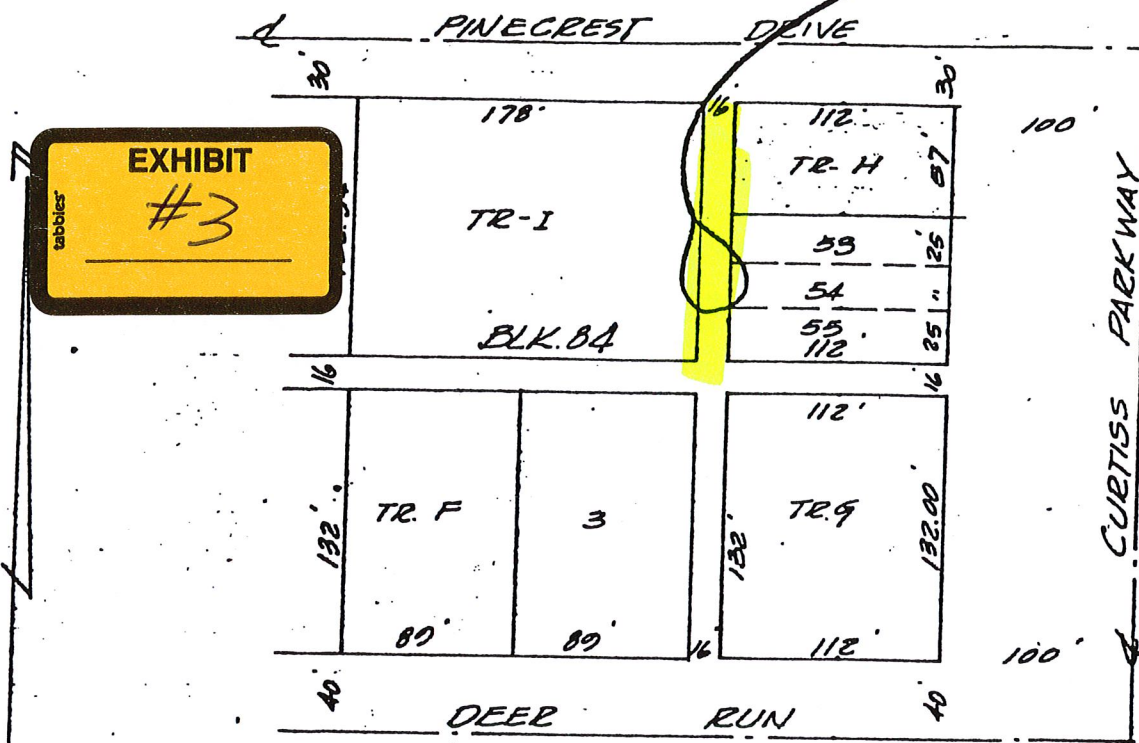 PINECREST DRIVE
30' 30'
178' 16 112' 100'
EXHIBIT
#3
tabbies®
TR-H
87'
TR-I
53 25'
54 "
BLK. 84 55 25
112'
16 16
CURTISS PARKWAY
112'
TR. F 3 TR. G
132' 132' 132.00'
89' 89' 16' 112' 100'
40' 40'
DEER RUN